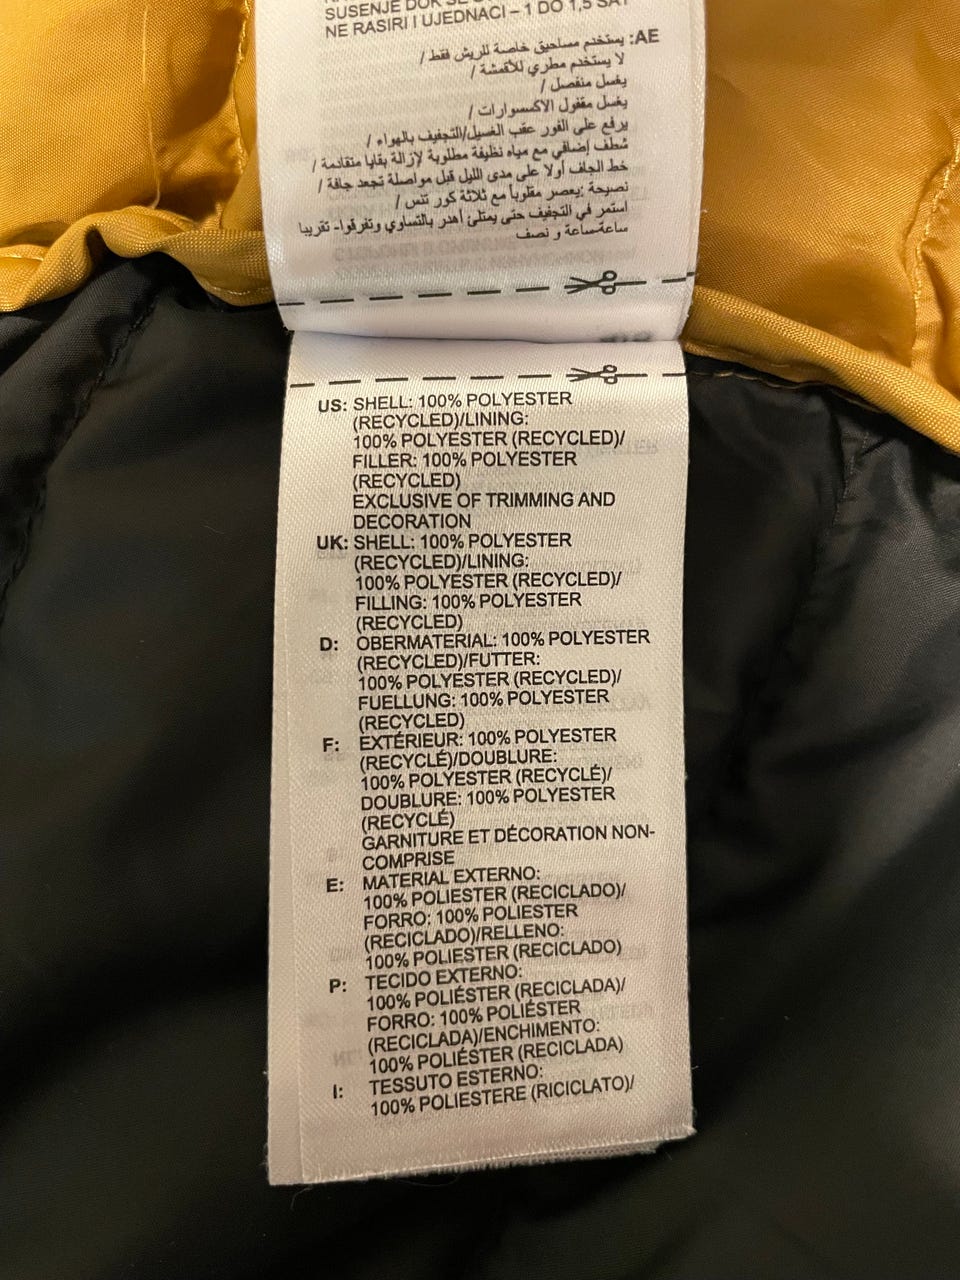 SUSENJE DOK SE
NE RASIRI I UJEDNACI – 1 DO 1,5 SAT
AE: يستخدم مساحيق خاصة للريش فقط /
لا يستخدم مطري للأقمشة /
يغسل منفصل /
يغسل مقفول الاكسسوارات /
يرفع على الفور عقب الغسيل/التجفيف بالهواء /
شطف إضافي مع مياه نظيفة مطلوبة لإزالة بقايا متقادمة /
خط الجاف أولا على مدى الليل قبل مواصلة تجعد جافة /
نصيحة :يعصر مقلوباً مع ثلاثة كور تنس /
استمر في التجفيف حتى يمتلئ أهدر بالتساوي وتفرقوا- تقريبا
ساعة-ساعة و نصف
US: SHELL: 100% POLYESTER
(RECYCLED)/LINING:
100% POLYESTER (RECYCLED)/
FILLER: 100% POLYESTER
(RECYCLED)
EXCLUSIVE OF TRIMMING AND
DECORATION
UK: SHELL: 100% POLYESTER
(RECYCLED)/LINING:
100% POLYESTER (RECYCLED)/
FILLING: 100% POLYESTER
(RECYCLED)
D: OBERMATERIAL: 100% POLYESTER
(RECYCLED)/FUTTER:
100% POLYESTER (RECYCLED)/
FUELLUNG: 100% POLYESTER
(RECYCLED)
F: EXTÉRIEUR: 100% POLYESTER
(RECYCLÉ)/DOUBLURE:
100% POLYESTER (RECYCLÉ)/
DOUBLURE: 100% POLYESTER
(RECYCLÉ)
GARNITURE ET DÉCORATION NON-
COMPRISE
E: MATERIAL EXTERNO:
100% POLIESTER (RECICLADO)/
FORRO: 100% POLIESTER
(RECICLADO)/RELLENO:
100% POLIESTER (RECICLADO)
P: TECIDO EXTERNO:
100% POLIÉSTER (RECICLADA)/
FORRO: 100% POLIÉSTER
(RECICLADA)/ENCHIMENTO:
100% POLIÉSTER (RECICLADA)
I: TESSUTO ESTERNO:
100% POLIESTERE (RICICLATO)/